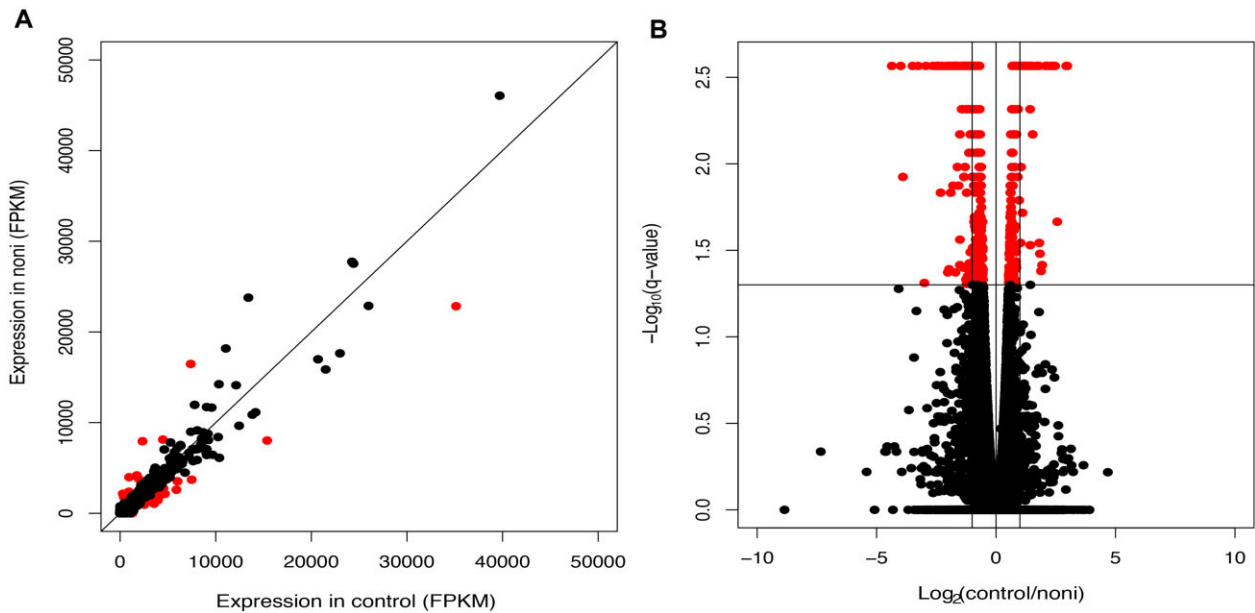 A
Expression in noni (FPKM)
50000
40000
30000
20000
10000
0
0 10000 20000 30000 40000 50000
Expression in control (FPKM)
B
-Log10(q-value)
2.5
2.0
1.5
1.0
0.5
0.0
-10 -5 0 5 10
Log2(control/noni)